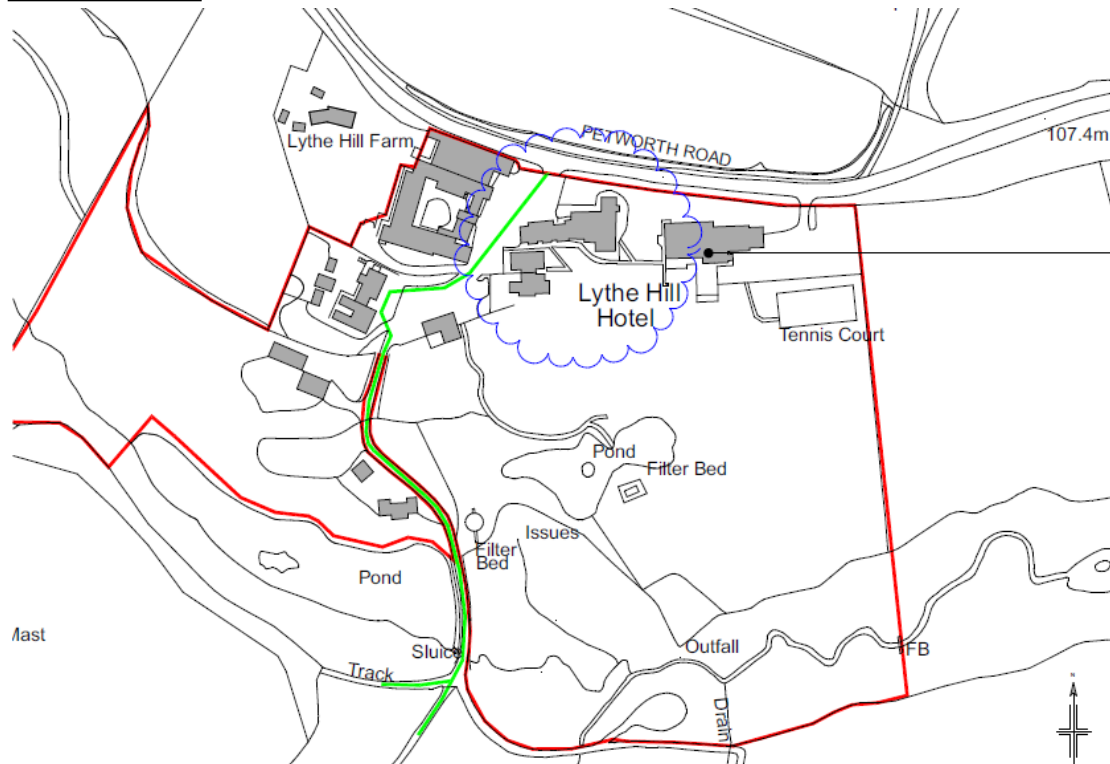 PETWORTH ROAD
107.4m
Lythe Hill Farm
Lythe Hill
Hotel
Tennis Court
Pond
Filter Bed
Issues
Filter
Bed
Pond
Mast
Sluice
Outfall
FB
Track
Drain
N